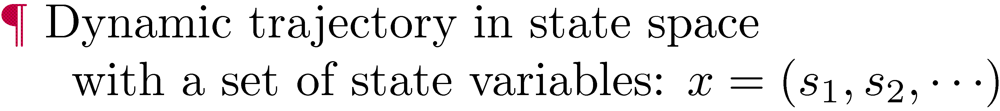 ¶ Dynamic trajectory in state space
with a set of state variables: x = (s₁, s₂, ⋯)